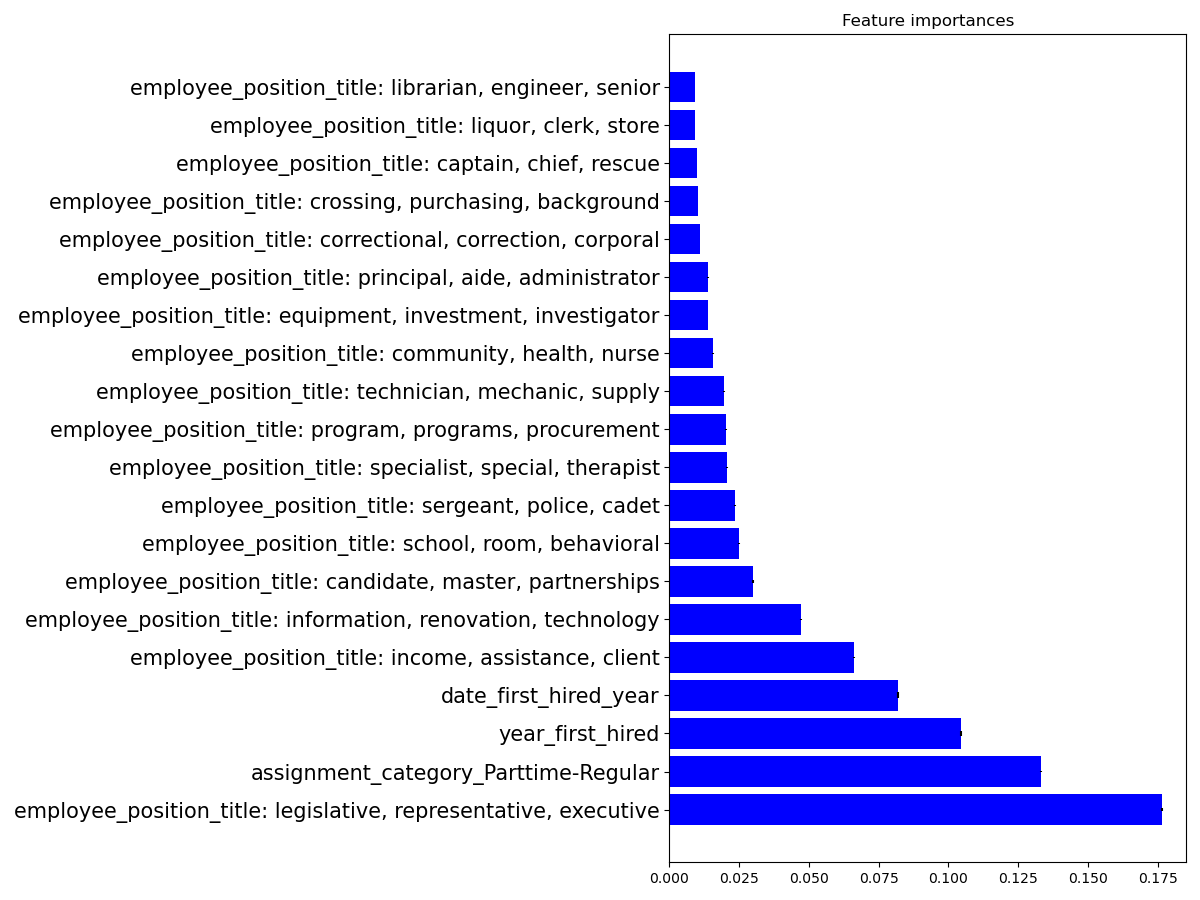 Feature importances
employee_position_title: librarian, engineer, senior
employee_position_title: liquor, clerk, store
employee_position_title: captain, chief, rescue
employee_position_title: crossing, purchasing, background
employee_position_title: correctional, correction, corporal
employee_position_title: principal, aide, administrator
employee_position_title: equipment, investment, investigator
employee_position_title: community, health, nurse
employee_position_title: technician, mechanic, supply
employee_position_title: program, programs, procurement
employee_position_title: specialist, special, therapist
employee_position_title: sergeant, police, cadet
employee_position_title: school, room, behavioral
employee_position_title: candidate, master, partnerships
employee_position_title: information, renovation, technology
employee_position_title: income, assistance, client
date_first_hired_year
year_first_hired
assignment_category_Parttime-Regular
employee_position_title: legislative, representative, executive
0.000 0.025 0.050 0.075 0.100 0.125 0.150 0.175